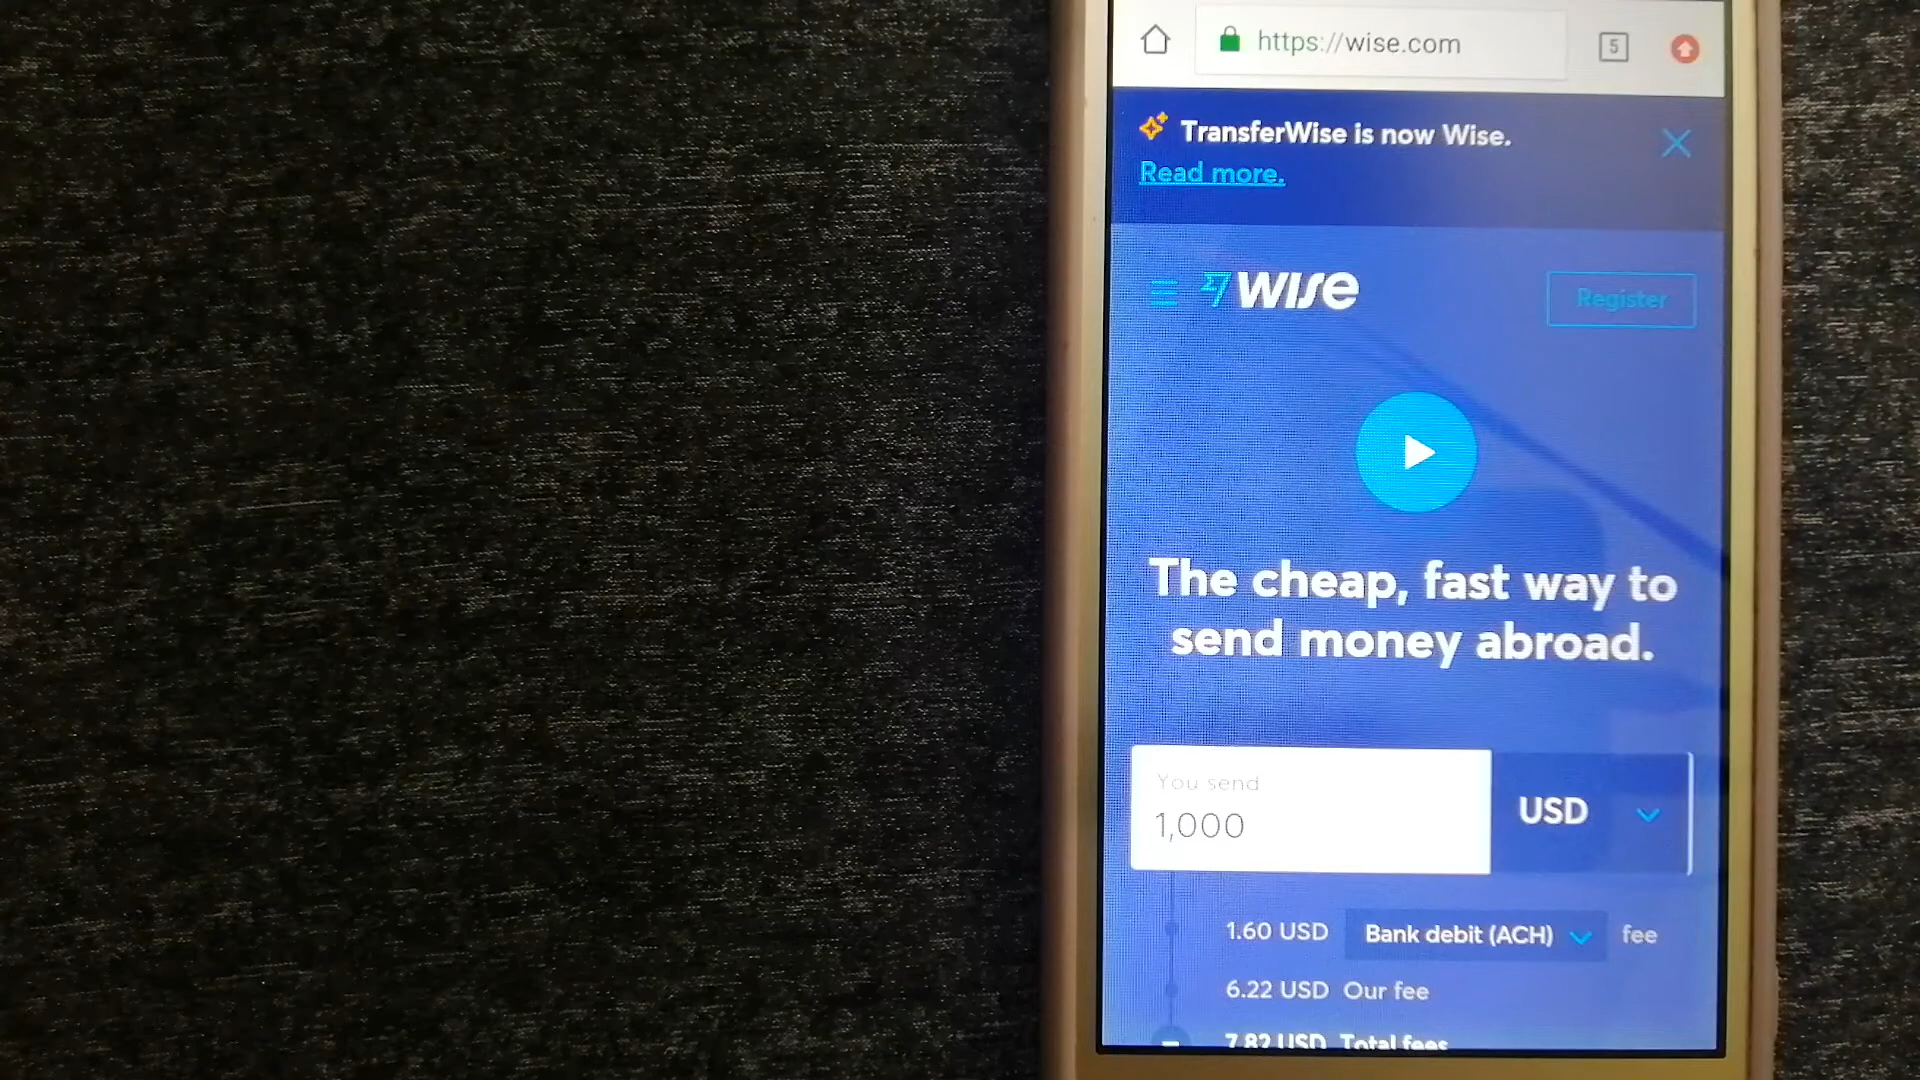 https://wise.com
5
TransferWise is now Wise.
Read more.
wise
Register
The cheap, fast way to
send money abroad.
You send
1,000
USD
1.60 USD Bank debit (ACH) fee
6.22 USD Our fee
7.82 USD Total fees